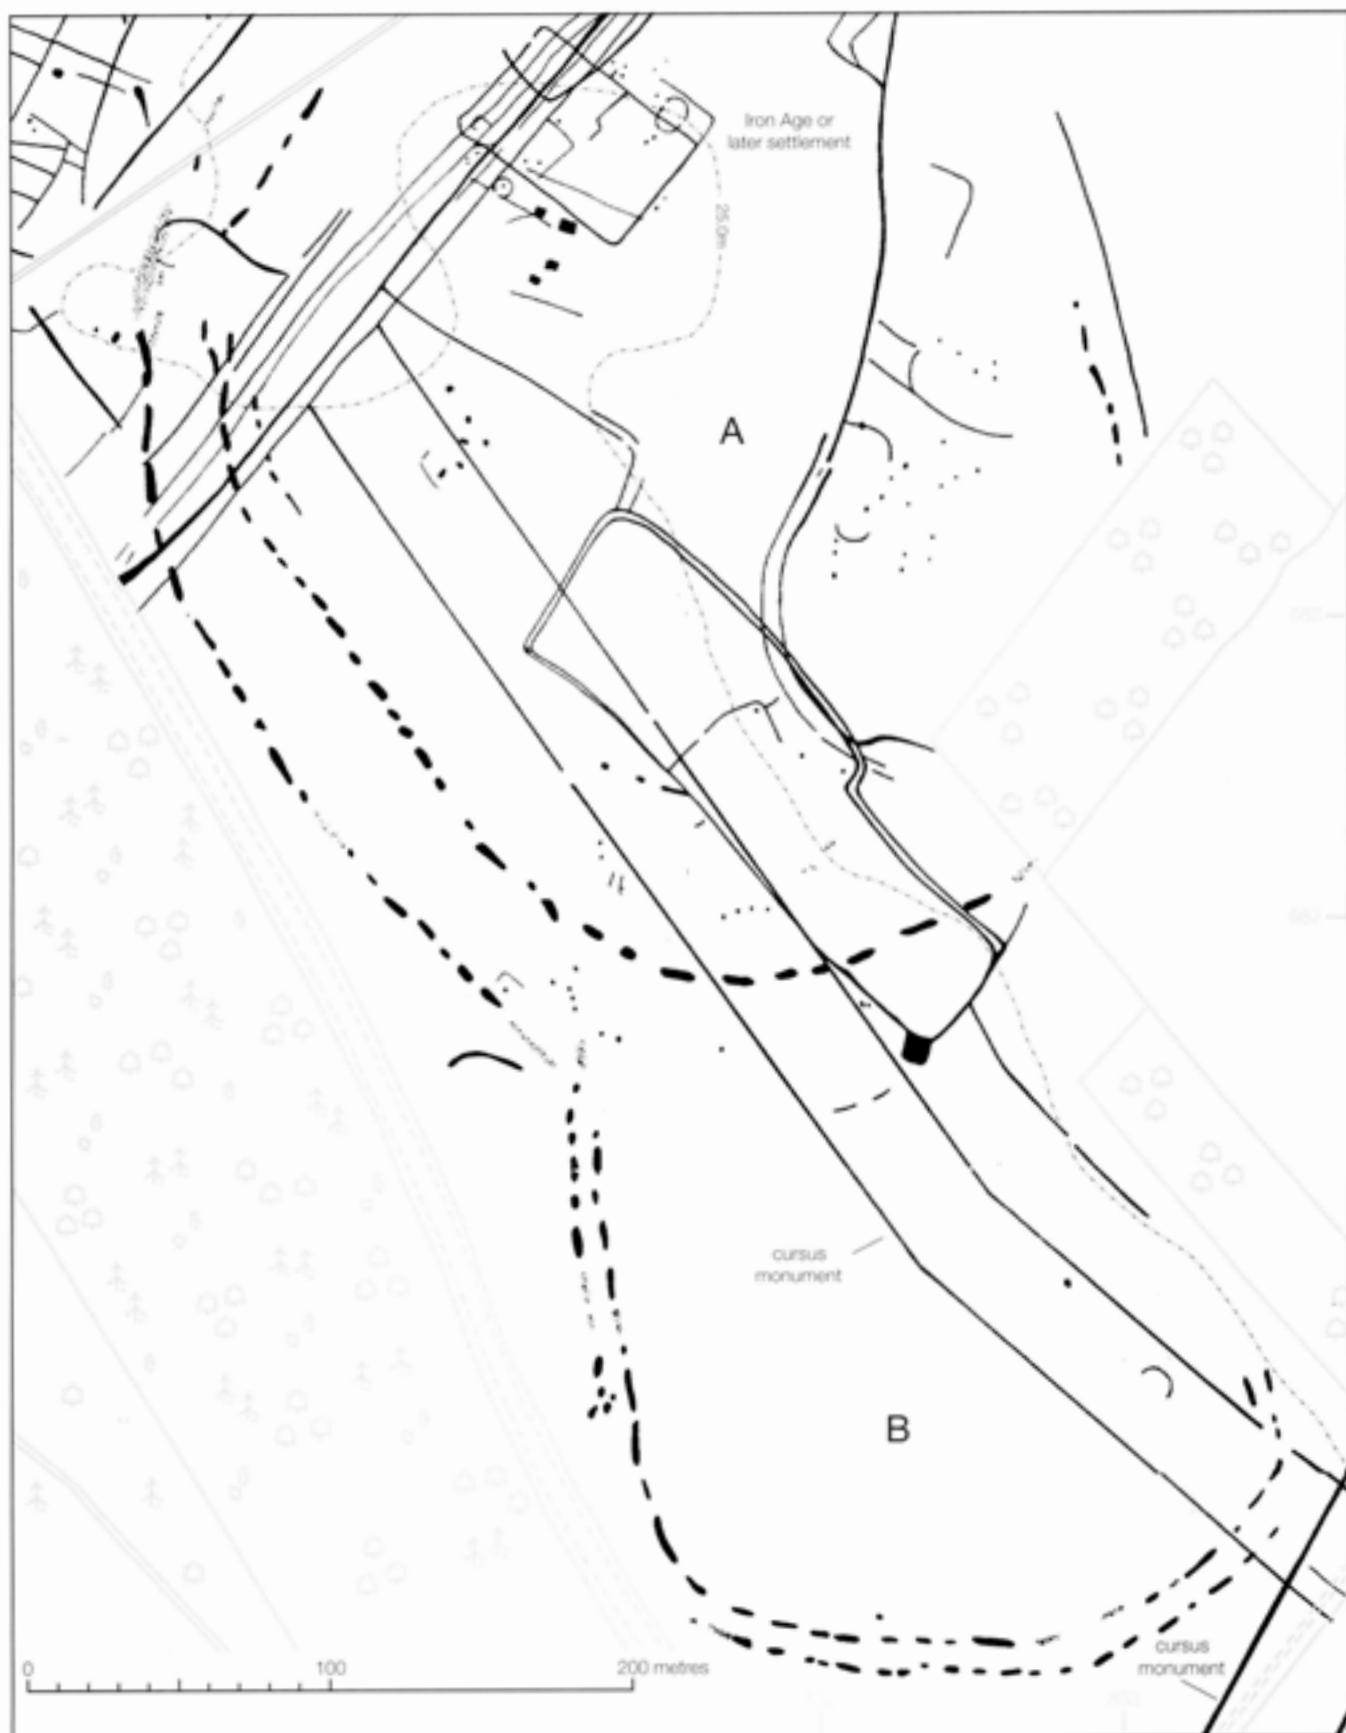 Iron Age or
later settlement
25.0m
A
cursus
monument
B
cursus
monument
0
100
200 metres